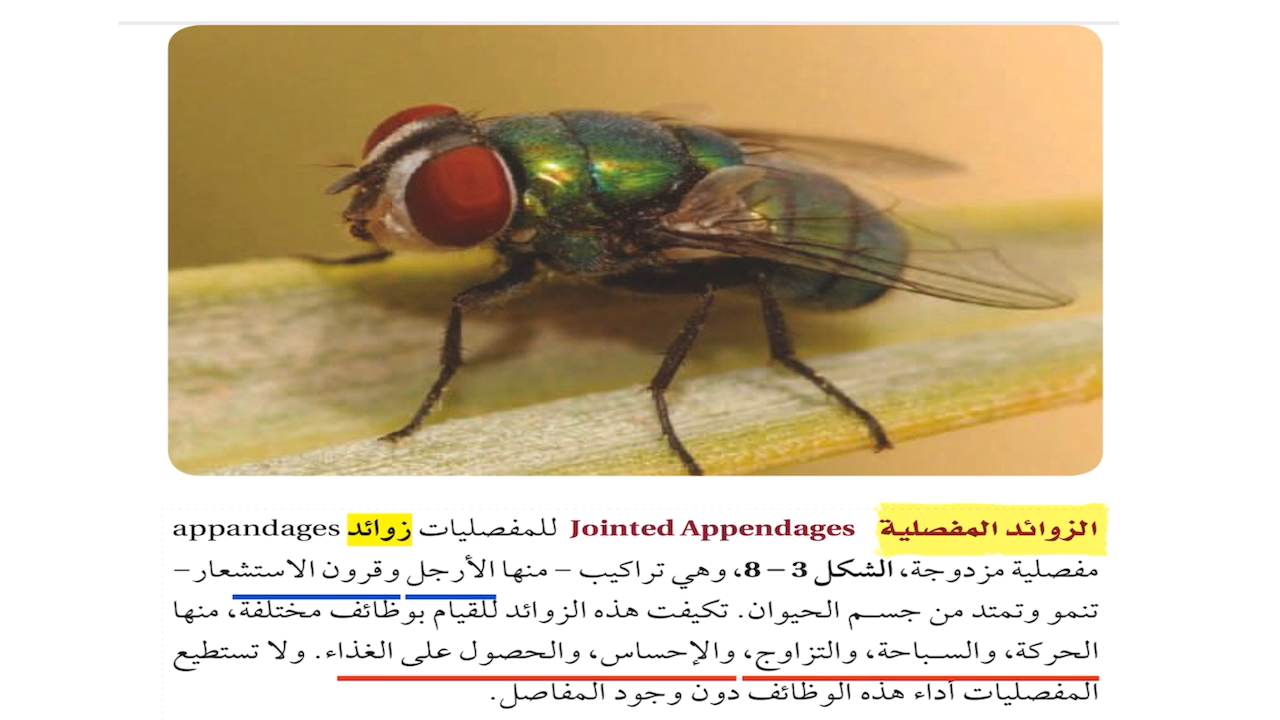 الزوائد المفصلية Jointed Appendages للمفصليات زوائد appandages
مفصلية مزدوجة، الشكل 3 – 8، وهي تراكيب – منها الأرجل وقرون الاستشعار –
تنمو وتمتد من جسم الحيوان. تكيفت هذه الزوائد للقيام بوظائف مختلفة، منها
الحركة، والسباحة، والتزاوج، والإحساس، والحصول على الغذاء. ولا تستطيع
المفصليات أداء هذه الوظائف دون وجود المفاصل.